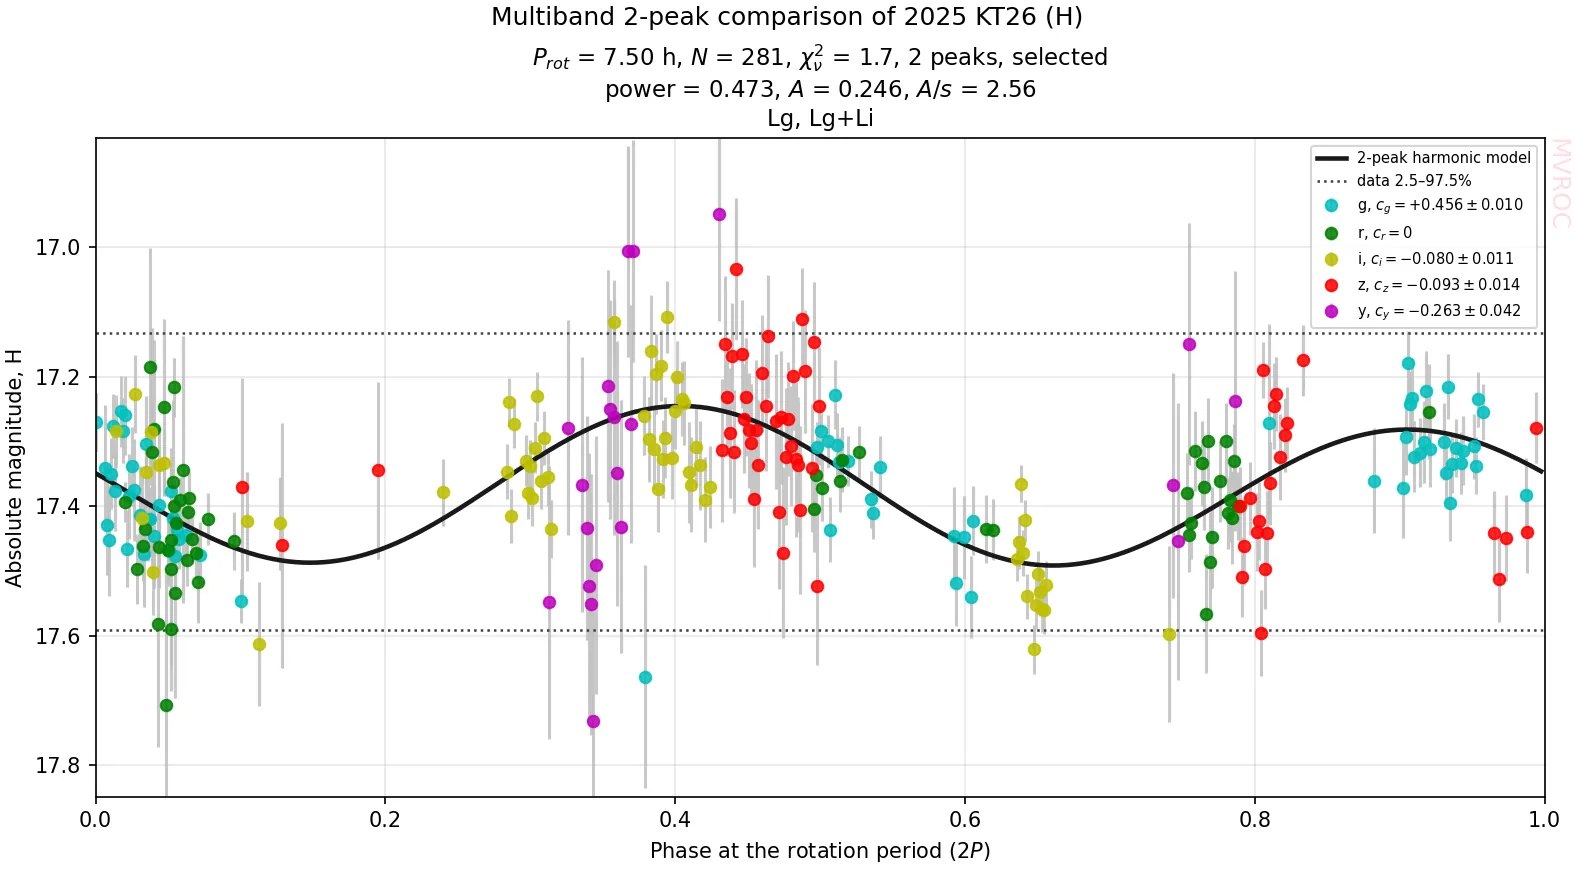 Multiband 2-peak comparison of 2025 KT26 (H)
P_rot = 7.50 h, N = 281, χ²_ν = 1.7, 2 peaks, selected
power = 0.473, A = 0.246, A/s = 2.56
Lg, Lg+Li
MVROC
2-peak harmonic model
data 2.5–97.5%
g, c_g = +0.456 ± 0.010
r, c_r = 0
i, c_i = −0.080 ± 0.011
z, c_z = −0.093 ± 0.014
y, c_y = −0.263 ± 0.042
Absolute magnitude, H
17.0
17.2
17.4
17.6
17.8
0.0 0.2 0.4 0.6 0.8 1.0
Phase at the rotation period (2P)